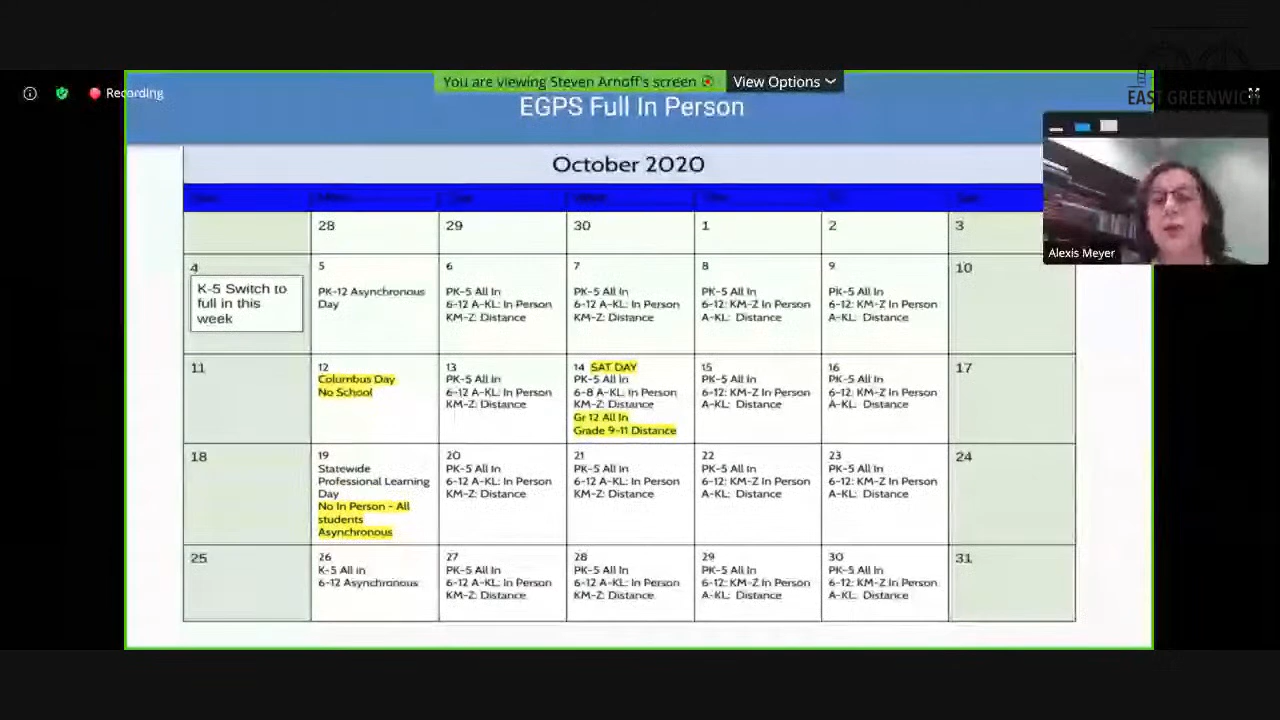 You are viewing Steven Arnoff's screen
View Options
Recording
EAST GREENWICH
EGPS Full In Person
Alexis Meyer
October 2020
28
29
30
1
2
3
4
K-5 Switch to
full in this
week
5
PK-12 Asynchronous
Day
6
PK-5 All In
6-12 A-KL: In Person
KM-Z: Distance
7
PK-5 All In
6-12 A-KL: In Person
KM-Z: Distance
8
PK-5 All In
6-12: KM-Z In Person
A-KL: Distance
9
PK-5 All In
6-12: KM-Z In Person
A-KL: Distance
10
11
12
Columbus Day
No School
13
PK-5 All In
6-12 A-KL: In Person
KM-Z: Distance
14 SAT DAY
PK-5 All In
6-8 A-KL: In Person
KM-Z: Distance
Gr 12 All In
Grade 9-11 Distance
15
PK-5 All In
6-12: KM-Z In Person
A-KL: Distance
16
PK-5 All In
6-12: KM-Z In Person
A-KL: Distance
17
18
19
Statewide
Professional Learning
Day
No In Person - All
students
Asynchronous
20
PK-5 All In
6-12 A-KL: In Person
KM-Z: Distance
21
PK-5 All In
6-12 A-KL: In Person
KM-Z: Distance
22
PK-5 All In
6-12: KM-Z In Person
A-KL: Distance
23
PK-5 All In
6-12: KM-Z In Person
A-KL: Distance
24
25
26
K-5 All in
6-12 Asynchronous
27
PK-5 All In
6-12 A-KL: In Person
KM-Z: Distance
28
PK-5 All In
6-12 A-KL: In Person
KM-Z: Distance
29
PK-5 All In
6-12: KM-Z In Person
A-KL: Distance
30
PK-5 All In
6-12: KM-Z In Person
A-KL: Distance
31